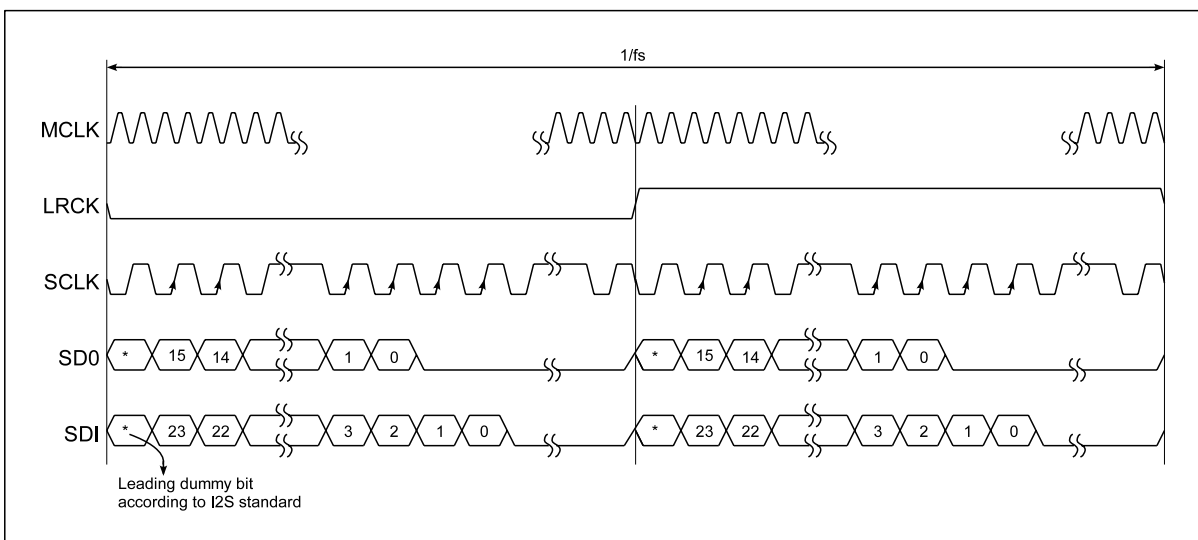 1/fs
MCLK
LRCK
SCLK
SD0 * 15 14 1 0 * 15 14 1 0
SDI * 23 22 3 2 1 0 * 23 22 3 2 1 0
Leading dummy bit
according to I2S standard